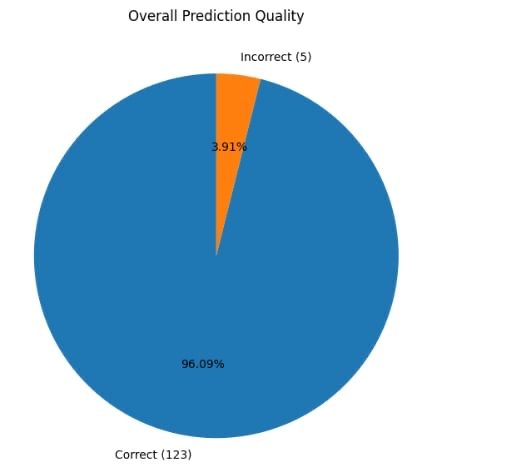 Overall Prediction Quality
Incorrect (5)
3.91%
96.09%
Correct (123)